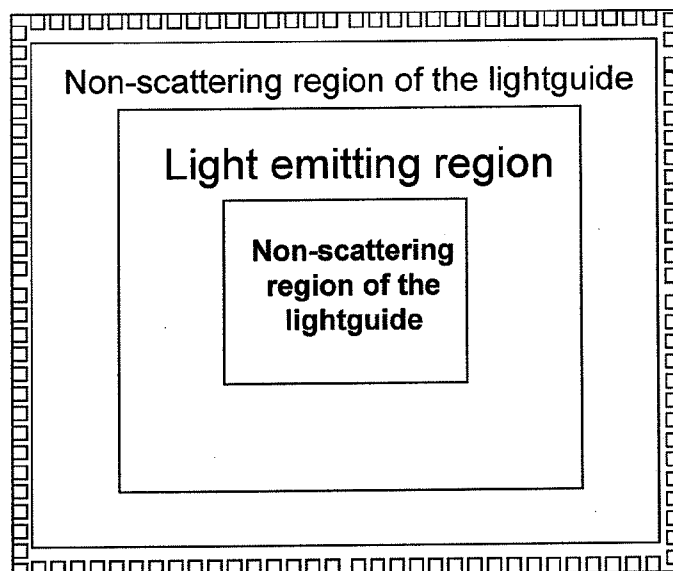 Non-scattering region of the lightguide
Light emitting region
Non-scattering
region of the
lightguide